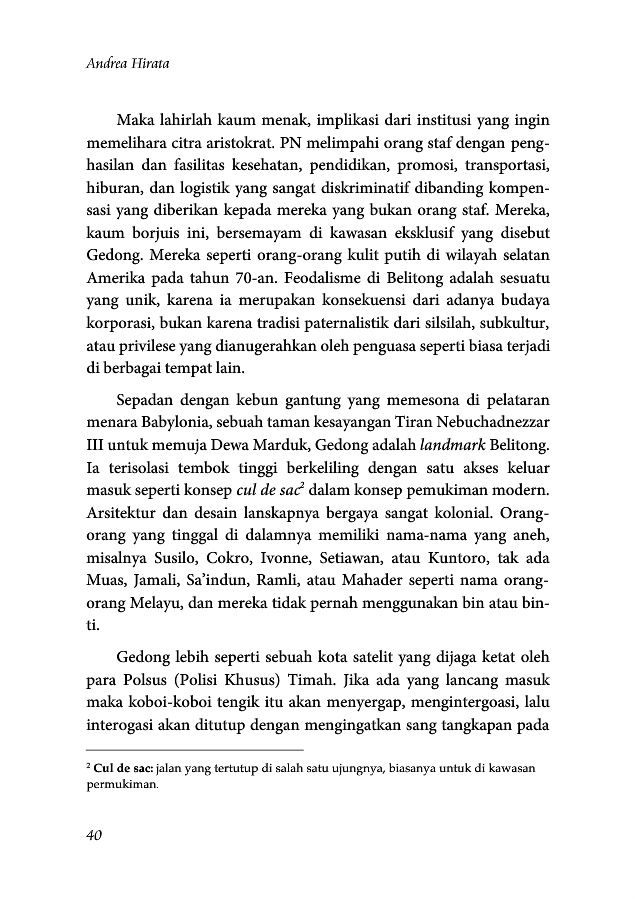 Andrea Hirata
Maka lahirlah kaum menak, implikasi dari institusi yang ingin
memelihara citra aristokrat. PN melimpahi orang staf dengan peng-
hasilan dan fasilitas kesehatan, pendidikan, promosi, transportasi,
hiburan, dan logistik yang sangat diskriminatif dibanding kompen-
sasi yang diberikan kepada mereka yang bukan orang staf. Mereka,
kaum borjuis ini, bersemayam di kawasan eksklusif yang disebut
Gedong. Mereka seperti orang-orang kulit putih di wilayah selatan
Amerika pada tahun 70-an. Feodalisme di Belitong adalah sesuatu
yang unik, karena ia merupakan konsekuensi dari adanya budaya
korporasi, bukan karena tradisi paternalistik dari silsilah, subkultur,
atau privilese yang dianugerahkan oleh penguasa seperti biasa terjadi
di berbagai tempat lain.
Sepadan dengan kebun gantung yang memesona di pelataran
menara Babylonia, sebuah taman kesayangan Tiran Nebuchadnezzar
III untuk memuja Dewa Marduk, Gedong adalah landmark Belitong.
Ia terisolasi tembok tinggi berkeliling dengan satu akses keluar
masuk seperti konsep cul de sac² dalam konsep pemukiman modern.
Arsitektur dan desain lanskapnya bergaya sangat kolonial. Orang-
orang yang tinggal di dalamnya memiliki nama-nama yang aneh,
misalnya Susilo, Cokro, Ivonne, Setiawan, atau Kuntoro, tak ada
Muas, Jamali, Sa’indun, Ramli, atau Mahader seperti nama orang-
orang Melayu, dan mereka tidak pernah menggunakan bin atau bin-
ti.
Gedong lebih seperti sebuah kota satelit yang dijaga ketat oleh
para Polsus (Polisi Khusus) Timah. Jika ada yang lancang masuk
maka koboi-koboi tengik itu akan menyergap, mengintergoasi, lalu
interogasi akan ditutup dengan mengingatkan sang tangkapan pada
² Cul de sac: jalan yang tertutup di salah satu ujungnya, biasanya untuk di kawasan
permukiman.
40